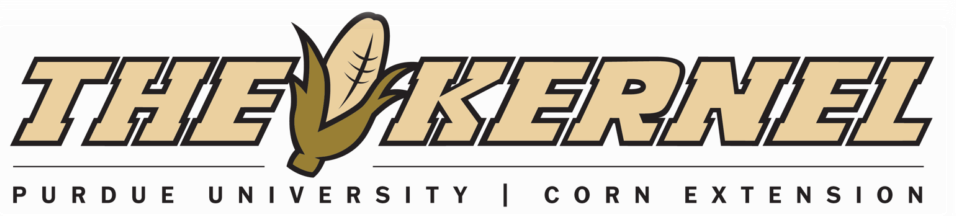 THE KERNEL
PURDUE UNIVERSITY | CORN EXTENSION